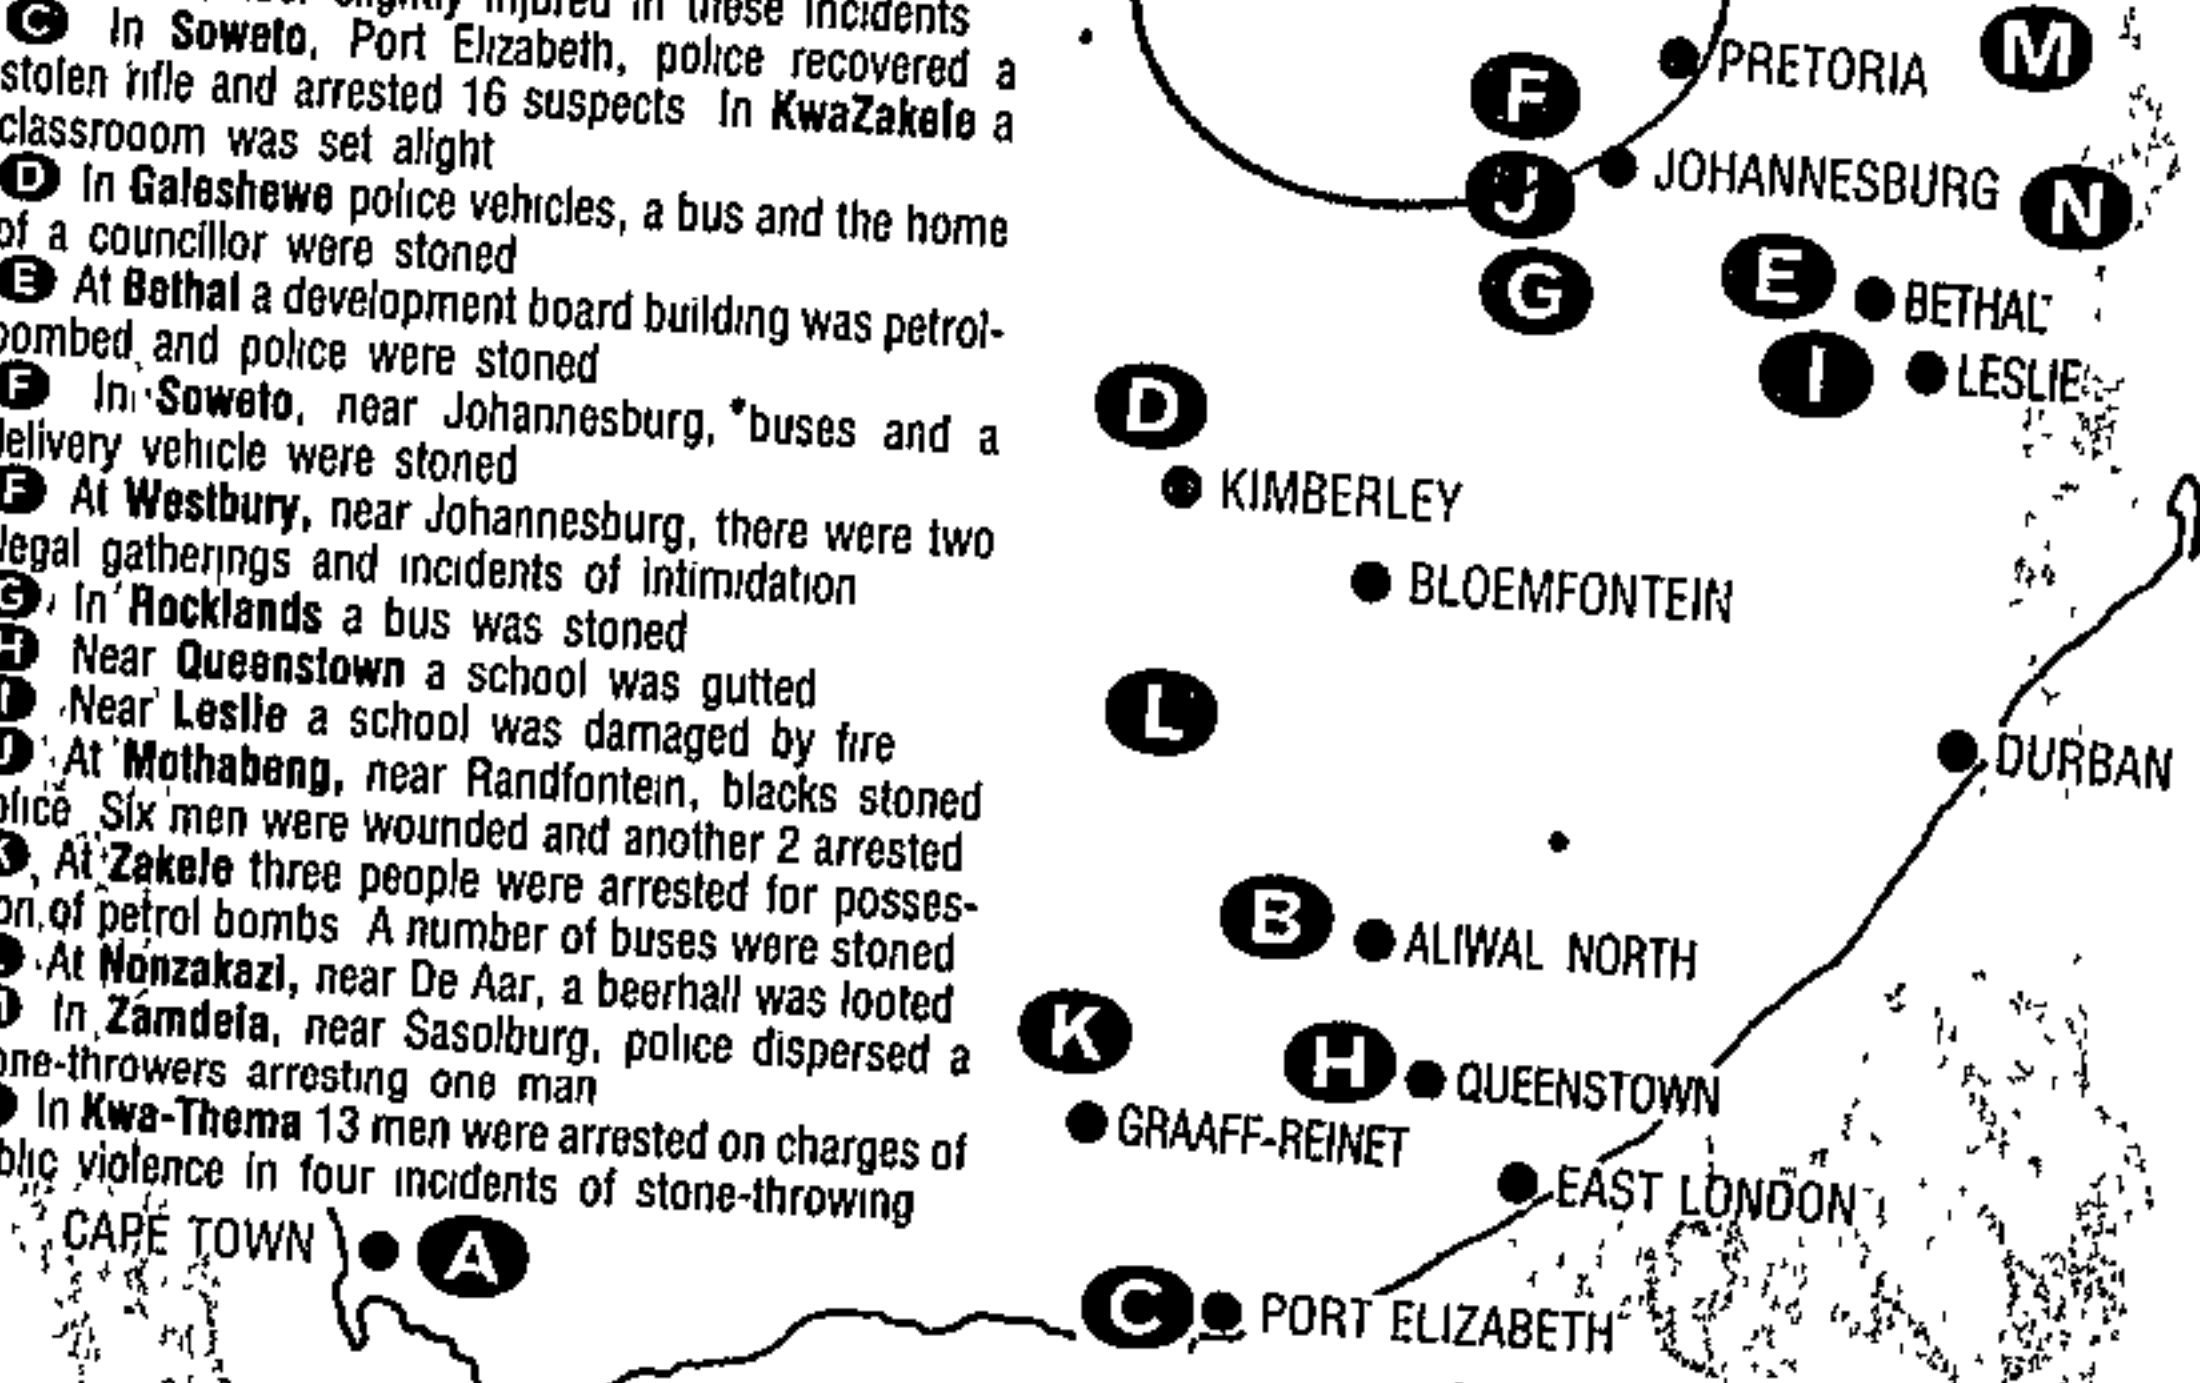 slightly injured in these incidents
C In Soweto, Port Elizabeth, police recovered a
stolen rifle and arrested 16 suspects In KwaZakele a
classrooom was set alight
D In Galeshewe police vehicles, a bus and the home
of a councillor were stoned
E At Bethal a development board building was petrol-
bombed and police were stoned
F In Soweto, near Johannesburg, buses and a
delivery vehicle were stoned
F At Westbury, near Johannesburg, there were two
legal gatherings and incidents of intimidation
G In Rocklands a bus was stoned
H Near Queenstown a school was gutted
I Near Leslie a school was damaged by fire
J At Mothabeng, near Randfontein, blacks stoned
olice Six men were wounded and another 2 arrested
K At Zakele three people were arrested for posses-
on of petrol bombs A number of buses were stoned
At Nonzakazi, near De Aar, a beerhall was looted
In Zamdela, near Sasolburg, police dispersed a
one-throwers arresting one man
In Kwa-Thema 13 men were arrested on charges of
blic violence in four incidents of stone-throwing
PRETORIA M
F
JOHANNESBURG N
J
G
E BETHAL
I LESLIE
D
KIMBERLEY
BLOEMFONTEIN
L
DURBAN
B ALIWAL NORTH
K
H QUEENSTOWN
GRAAFF-REINET
EAST LONDON
CAPE TOWN A
C PORT ELIZABETH